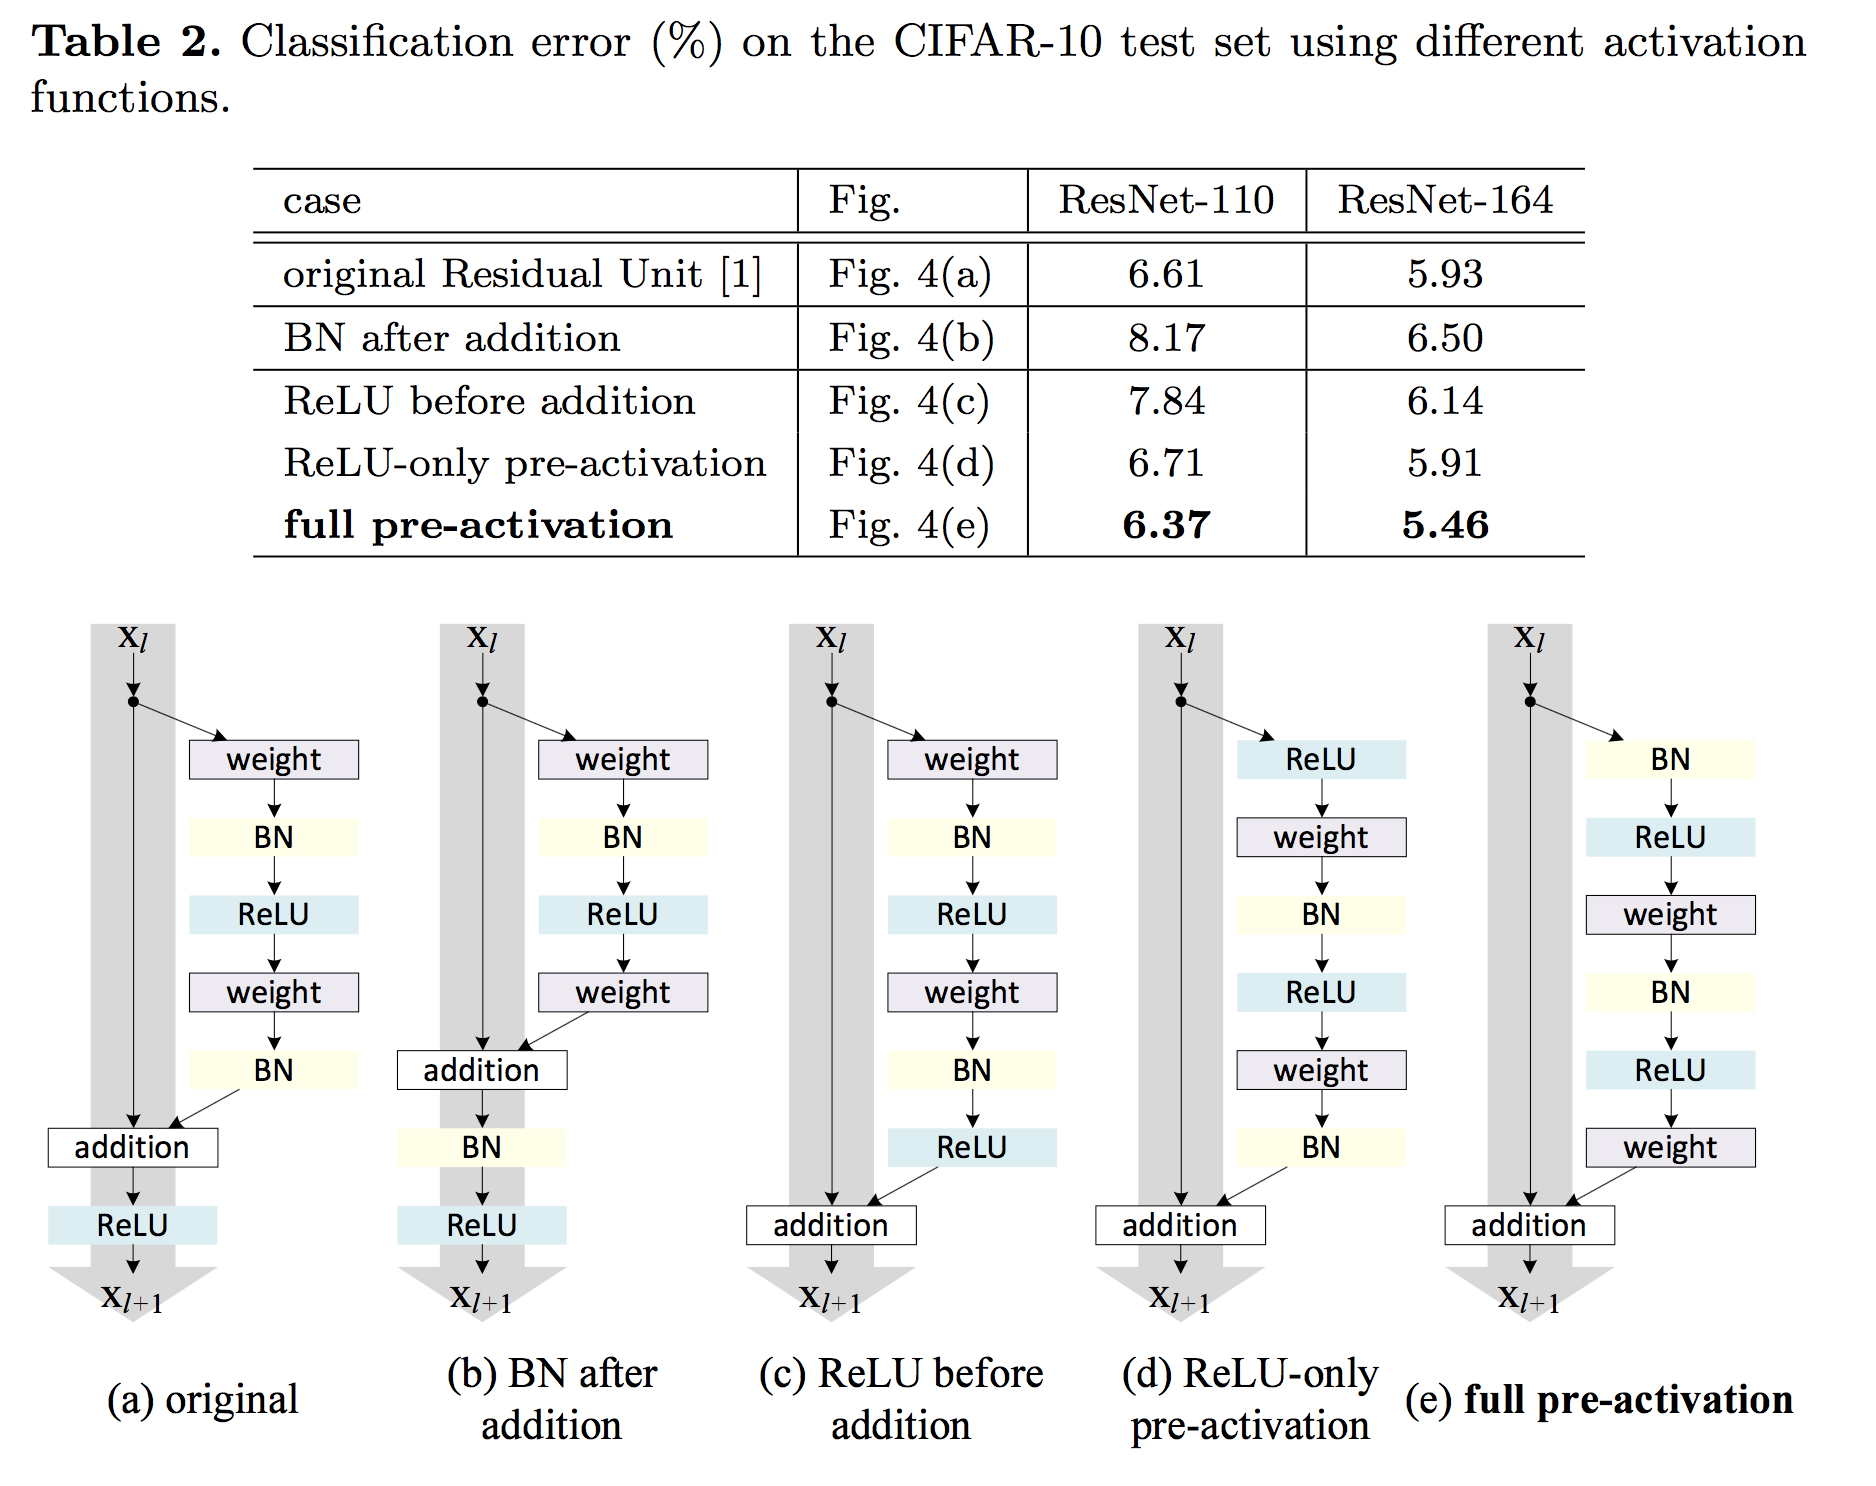 Table 2. Classification error (%) on the CIFAR-10 test set using different activation
functions.
case Fig. ResNet-110 ResNet-164
original Residual Unit [1] Fig. 4(a) 6.61 5.93
BN after addition Fig. 4(b) 8.17 6.50
ReLU before addition Fig. 4(c) 7.84 6.14
ReLU-only pre-activation Fig. 4(d) 6.71 5.91
full pre-activation Fig. 4(e) 6.37 5.46
xl
weight
BN
ReLU
weight
BN
addition
ReLU
xl+1
(a) original
xl
weight
BN
ReLU
weight
addition
BN
ReLU
xl+1
(b) BN after
addition
xl
weight
BN
ReLU
weight
BN
ReLU
addition
xl+1
(c) ReLU before
addition
xl
ReLU
weight
BN
ReLU
weight
BN
addition
xl+1
(d) ReLU-only
pre-activation
xl
BN
ReLU
weight
BN
ReLU
weight
addition
xl+1
(e) full pre-activation